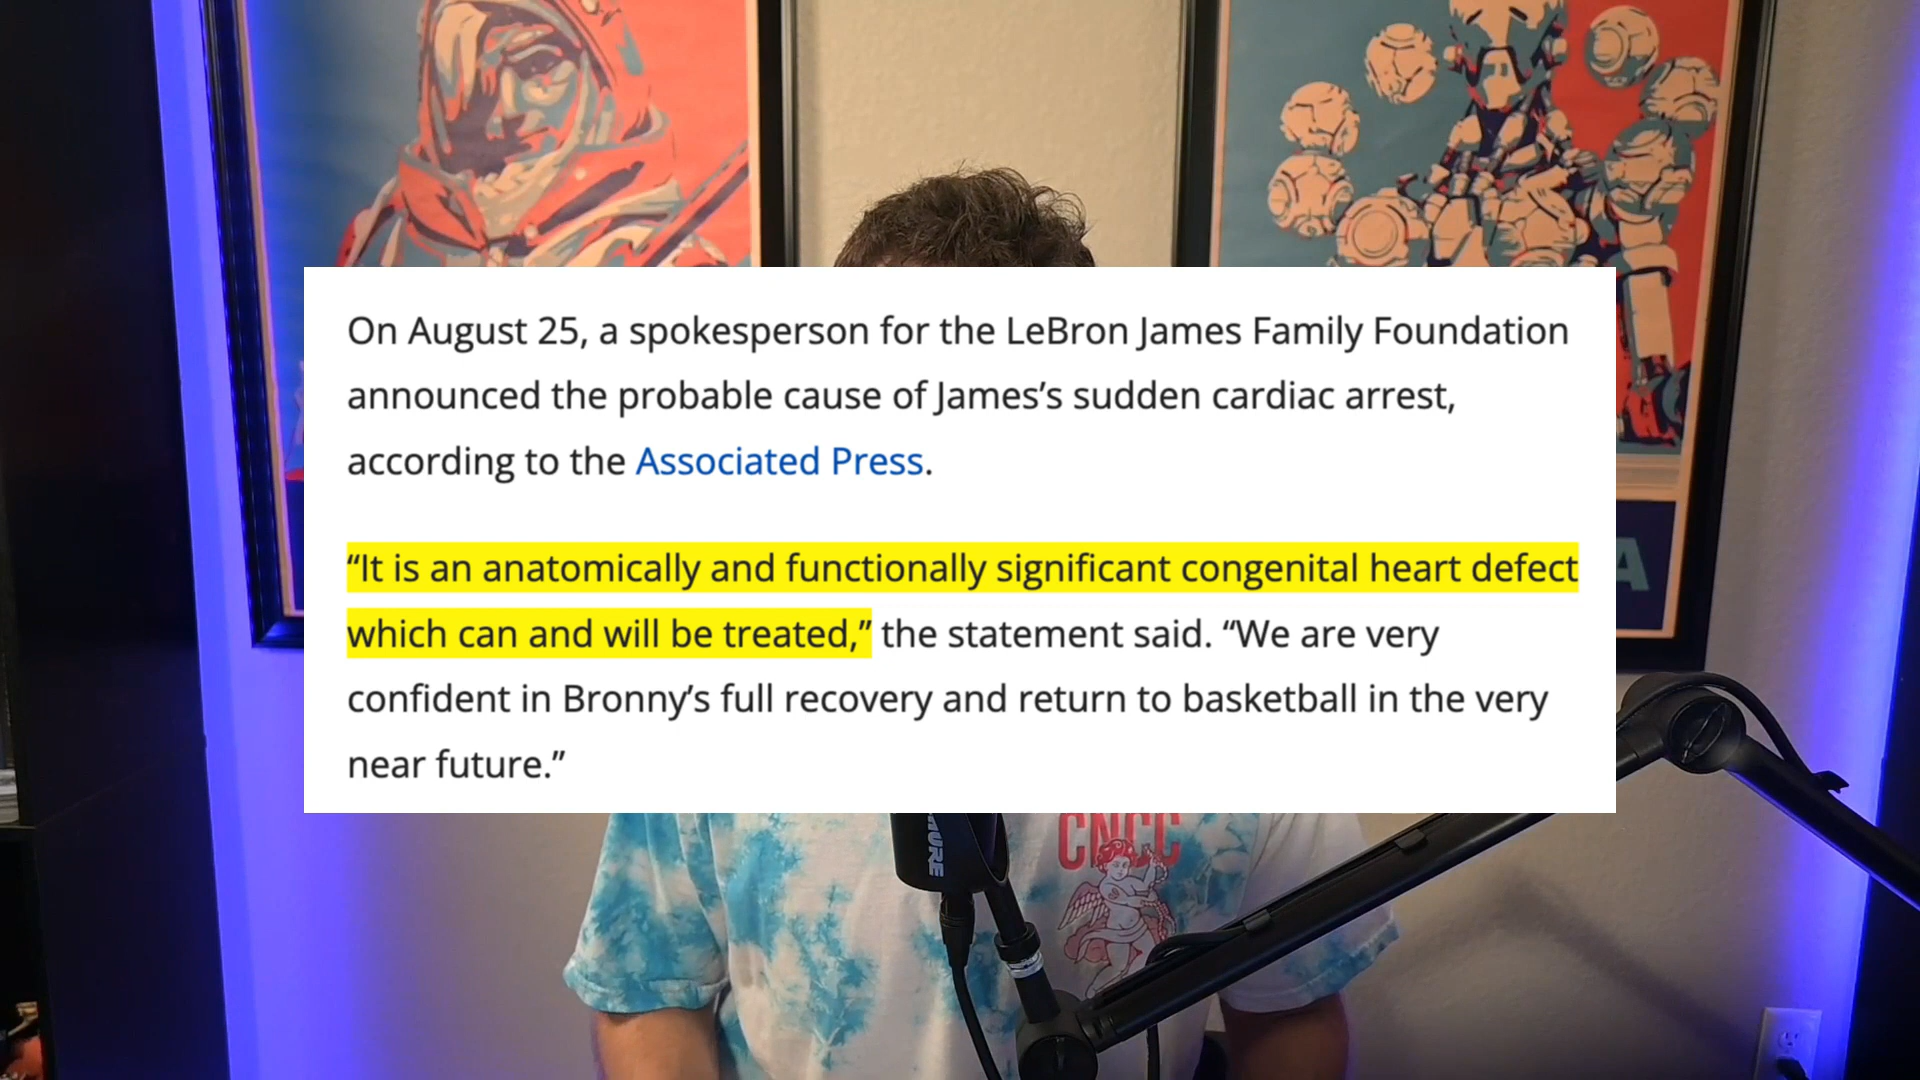 On August 25, a spokesperson for the LeBron James Family Foundation
announced the probable cause of James’s sudden cardiac arrest,
according to the Associated Press.
“It is an anatomically and functionally significant congenital heart defect
which can and will be treated,” the statement said. “We are very
confident in Bronny’s full recovery and return to basketball in the very
near future.”
CNCC